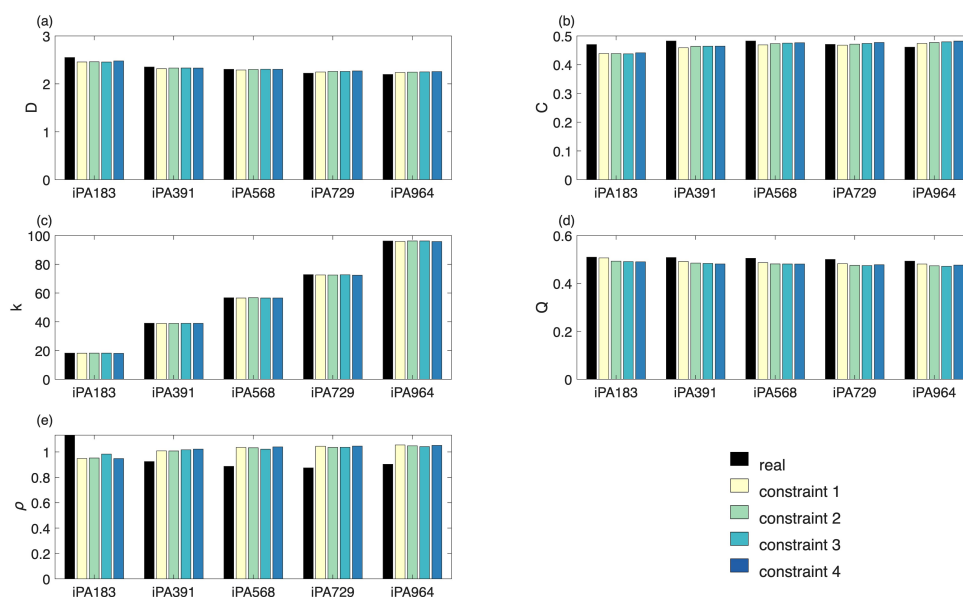 (a)
3
2
1
0
D
iPA183 iPA391 iPA568 iPA729 iPA964
(b)
0.5
0.4
0.3
0.2
0.1
0
C
iPA183 iPA391 iPA568 iPA729 iPA964
(c)
100
80
60
40
20
0
k
iPA183 iPA391 iPA568 iPA729 iPA964
(d)
0.6
0.4
0.2
0
Q
iPA183 iPA391 iPA568 iPA729 iPA964
(e)
1
0.8
0.6
0.4
0.2
0
ρ
iPA183 iPA391 iPA568 iPA729 iPA964
real
constraint 1
constraint 2
constraint 3
constraint 4